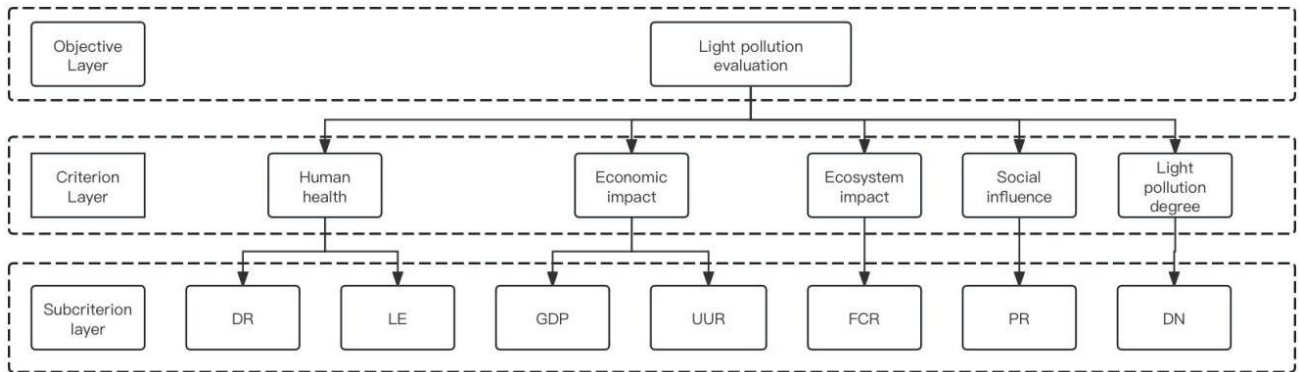 Objective
Layer
Light pollution
evaluation
Criterion
Layer
Human
health
Economic
impact
Ecosystem
impact
Social
influence
Light
pollution
degree
Subcriterion
layer
DR
LE
GDP
UUR
FCR
PR
DN